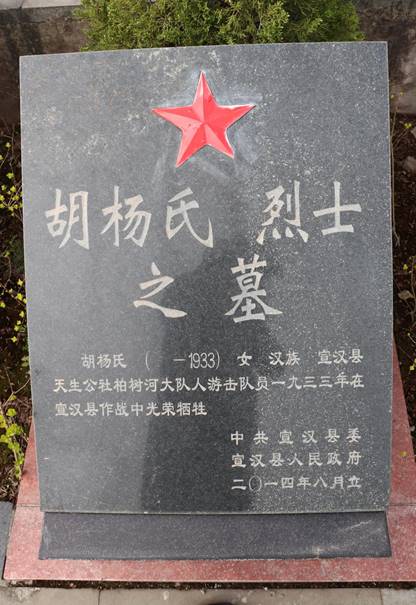 胡杨氏 烈士
之墓
胡杨氏 ( —1933) 女 汉族 宣汉县
天生公社柏树河大队人游击队员一九三三年在
宣汉县作战中光荣牺牲
中共宣汉县委
宣汉县人民政府
二〇一四年八月立